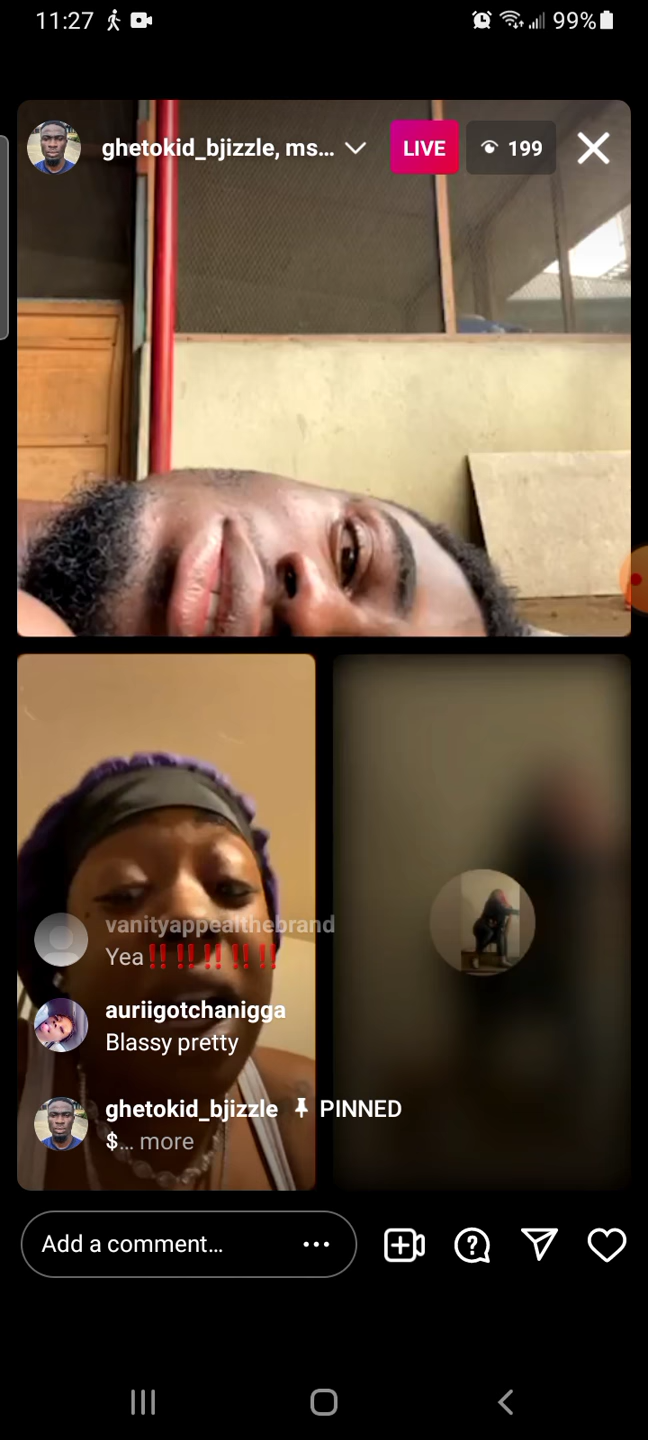 11:27 99%
ghetokid_bjizzle, ms... LIVE 199
vanityappealthebrand
Yea‼️‼️‼️‼️‼️
auriigotchanigga
Blassy pretty
ghetokid_bjizzle PINNED
$... more
Add a comment...